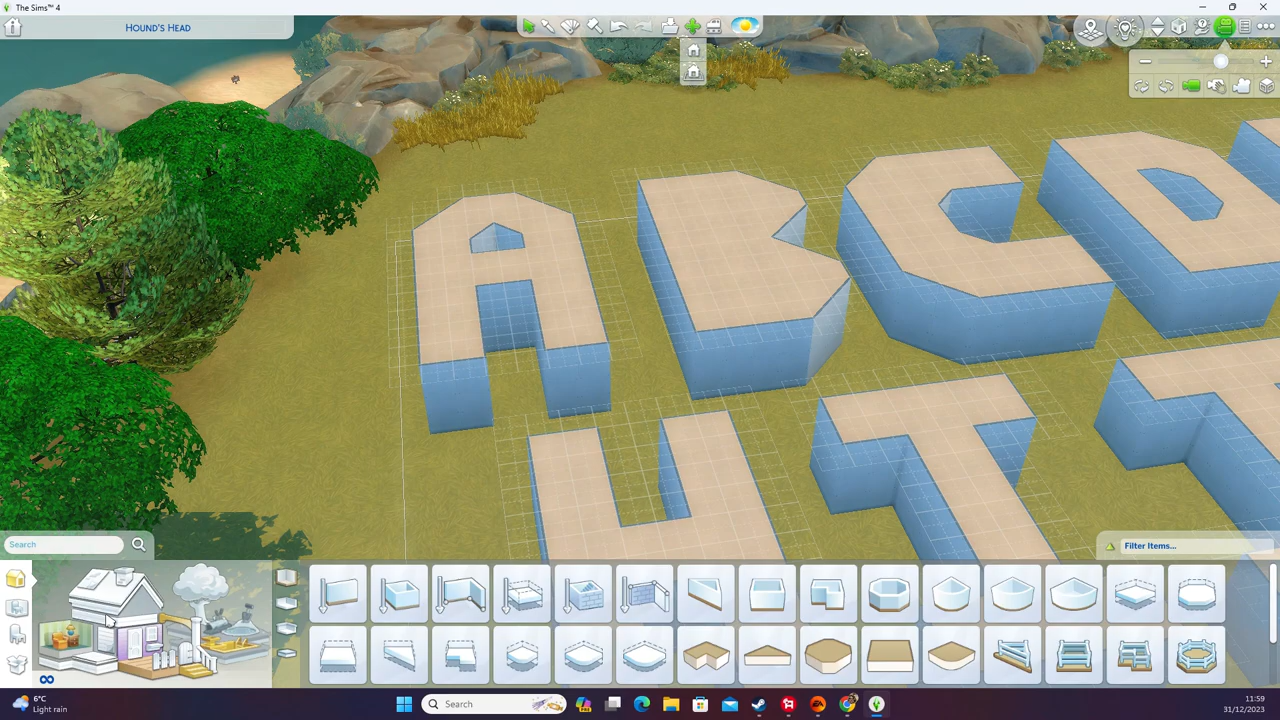 The Sims™ 4
HOUND'S HEAD
A B C D
U T
Search
Filter Items...
6°C
Light rain
Search
11:59
31/12/2023